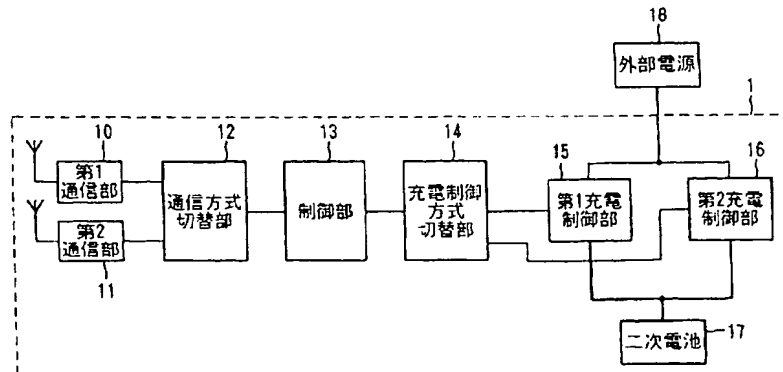 18
外部電源
1
10
第1
通信部
12
通信方式
切替部
13
制御部
14
充電制御
方式
切替部
15
第1充電
制御部
16
第2充電
制御部
第2
通信部
11
二次電池
17